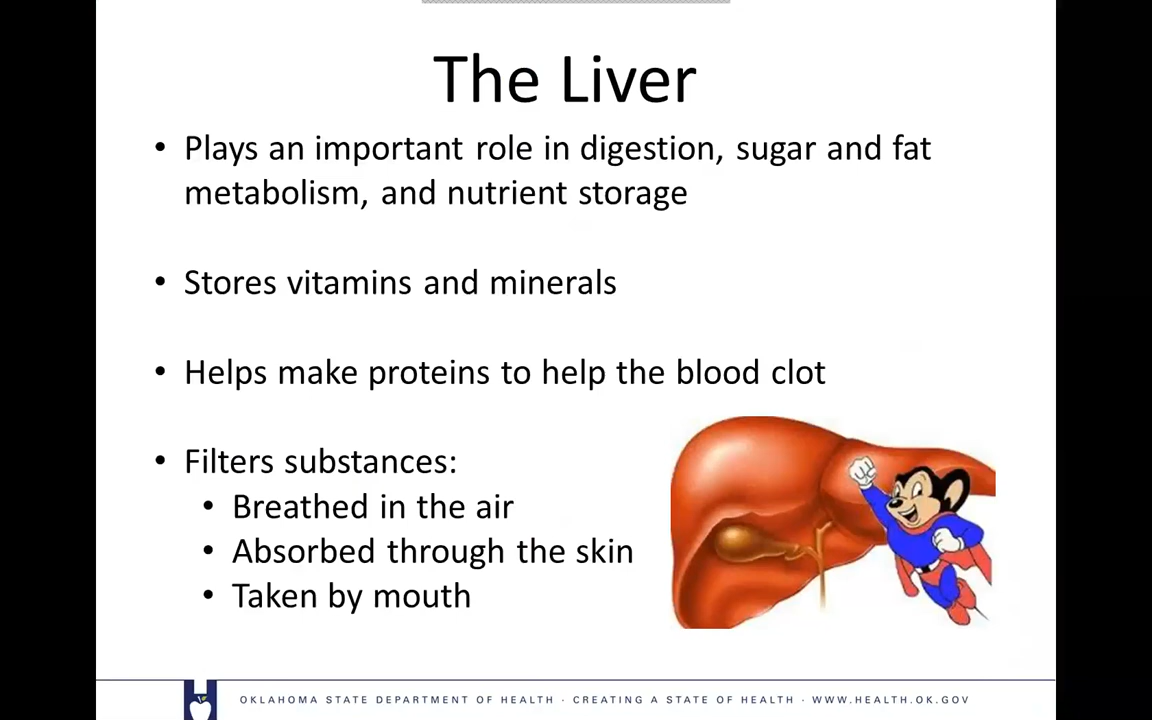 The Liver
• Plays an important role in digestion, sugar and fat
metabolism, and nutrient storage
• Stores vitamins and minerals
• Helps make proteins to help the blood clot
• Filters substances:
• Breathed in the air
• Absorbed through the skin
• Taken by mouth
OKLAHOMA STATE DEPARTMENT OF HEALTH · CREATING A STATE OF HEALTH · WWW.HEALTH.OK.GOV